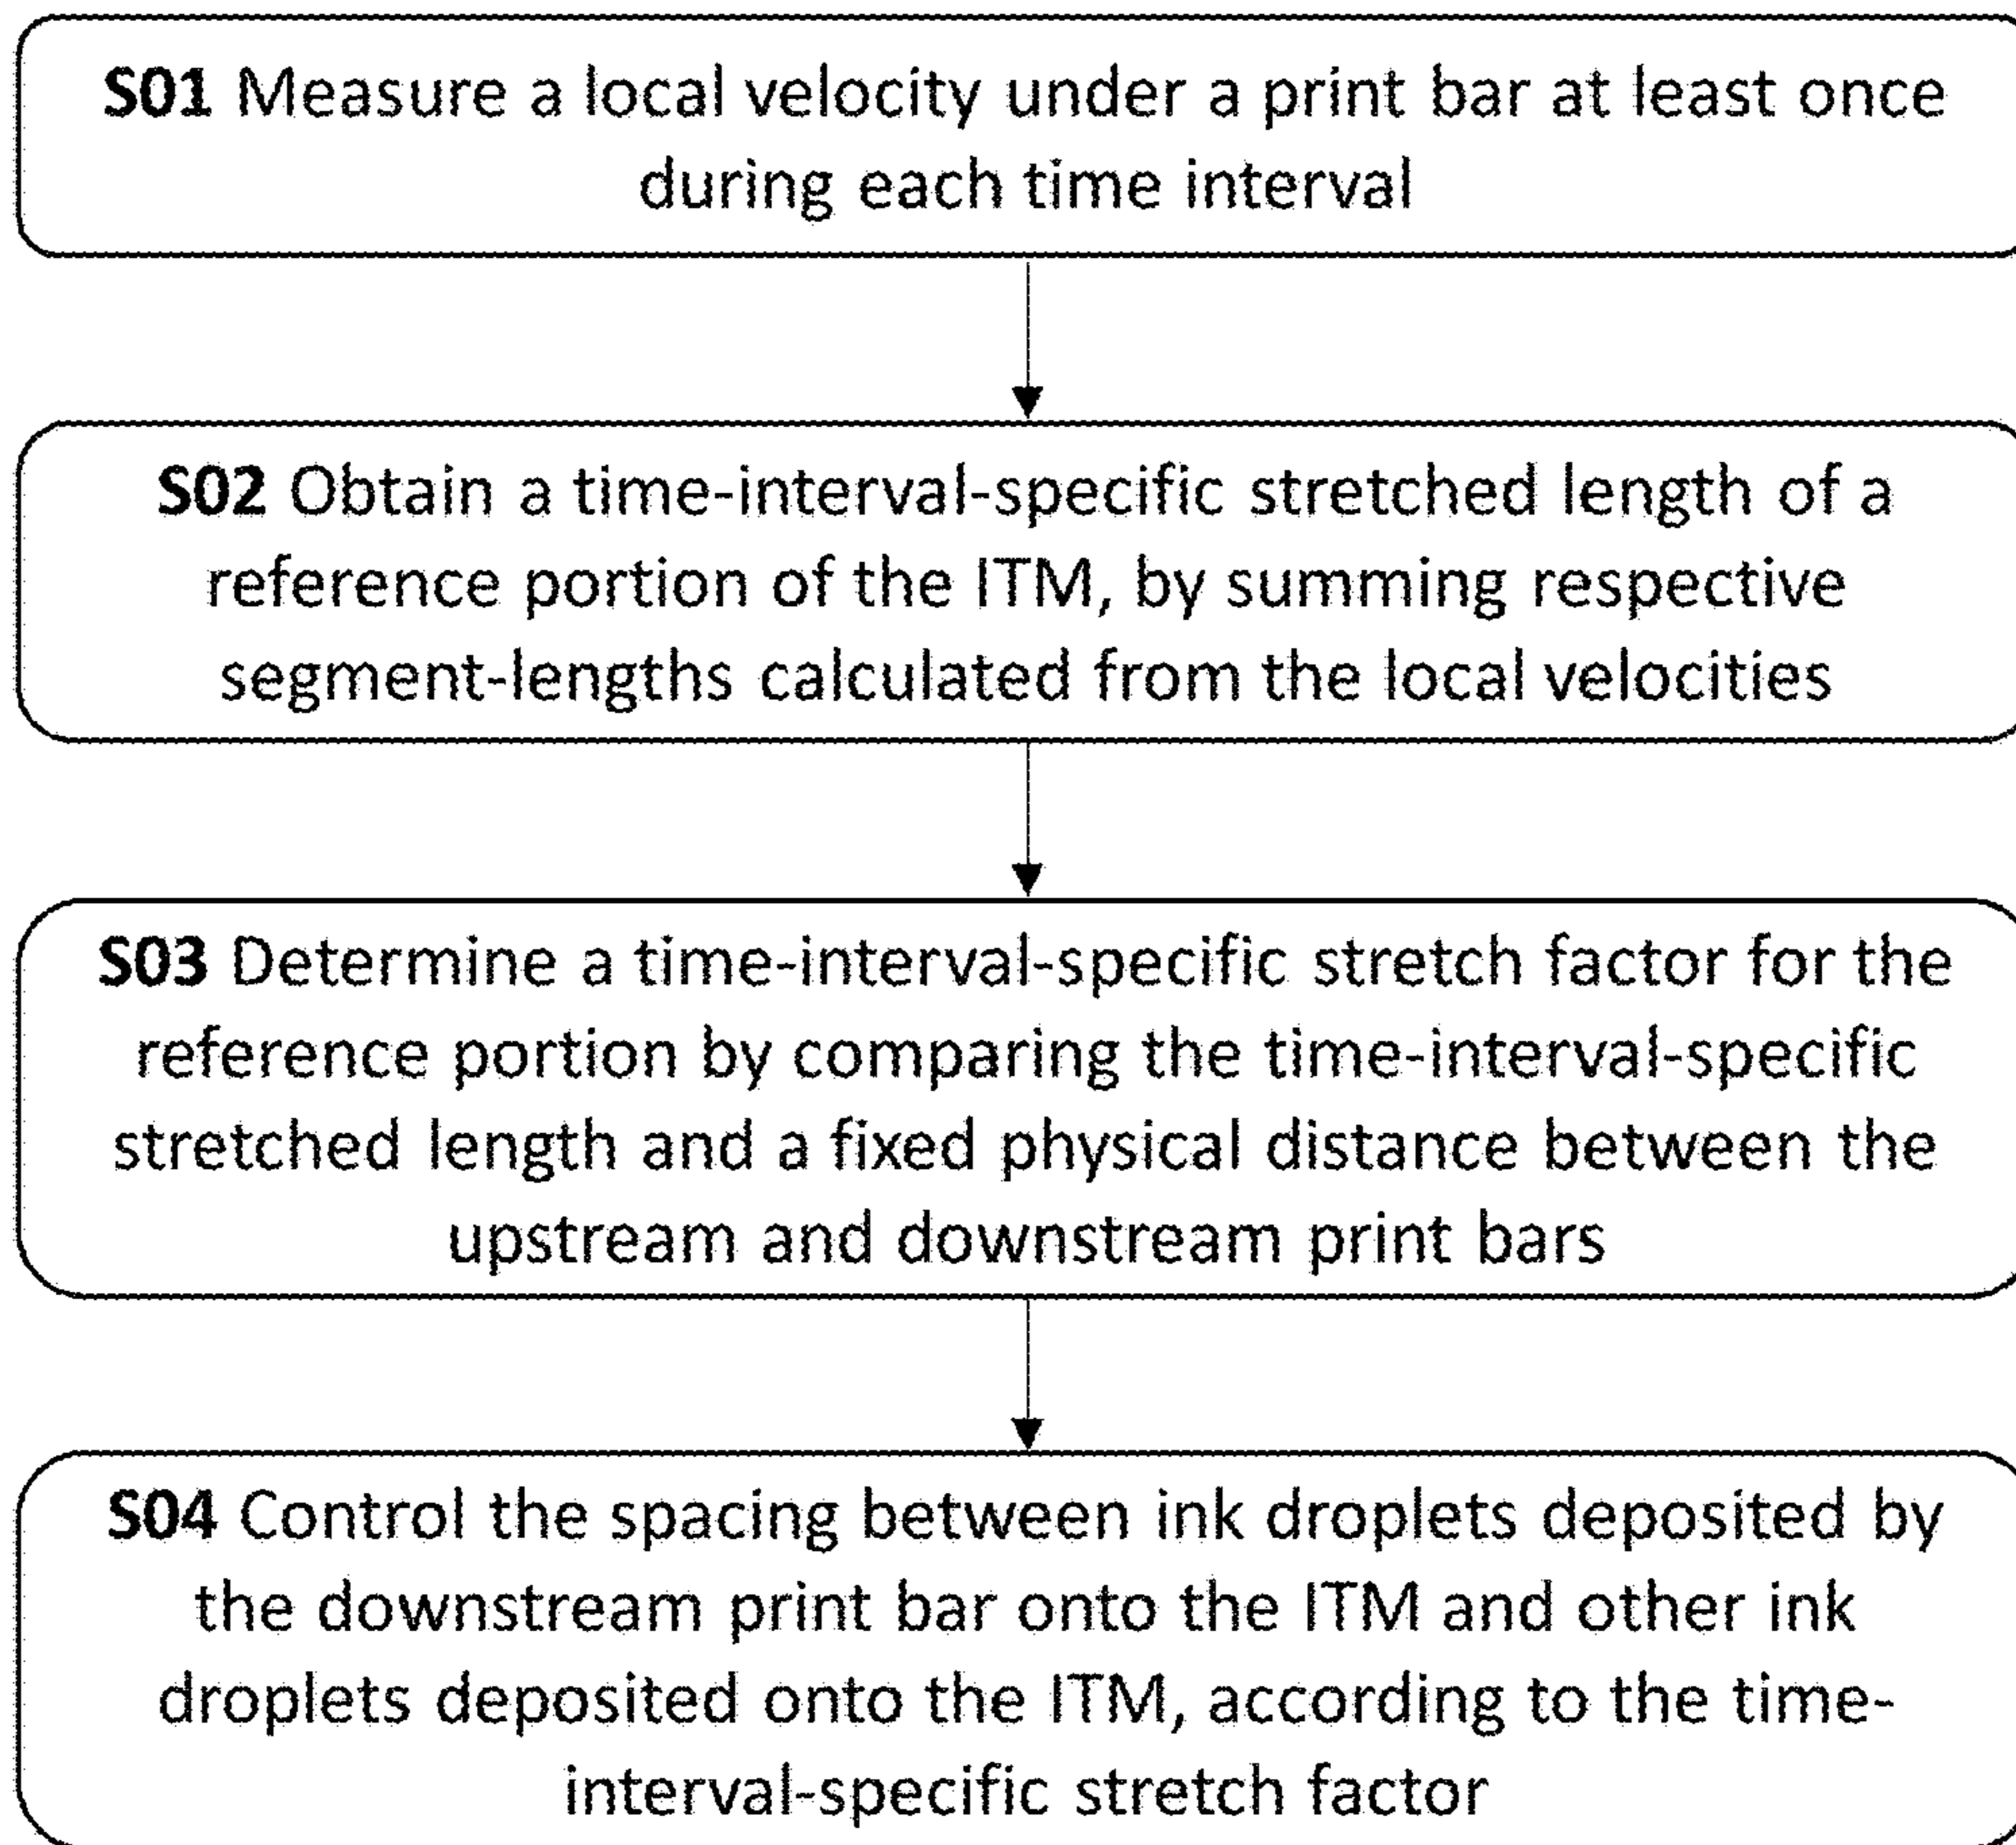 S01 Measure a local velocity under a print bar at least once
during each time interval
S02 Obtain a time-interval-specific stretched length of a
reference portion of the ITM, by summing respective
segment-lengths calculated from the local velocities
S03 Determine a time-interval-specific stretch factor for the
reference portion by comparing the time-interval-specific
stretched length and a fixed physical distance between the
upstream and downstream print bars
S04 Control the spacing between ink droplets deposited by
the downstream print bar onto the ITM and other ink
droplets deposited onto the ITM, according to the time-
interval-specific stretch factor